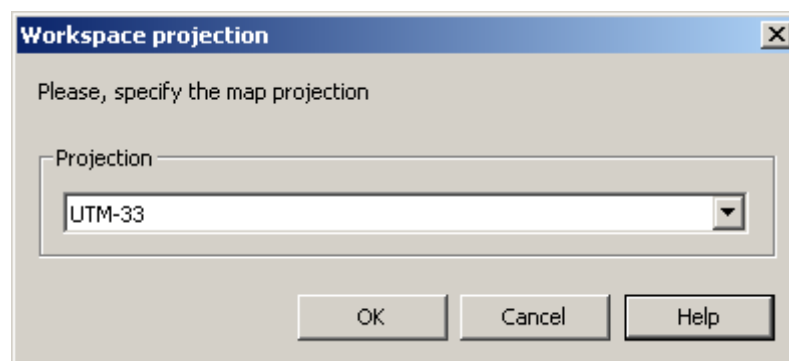 Workspace projection
Please, specify the map projection
Projection
UTM-33
OK Cancel Help